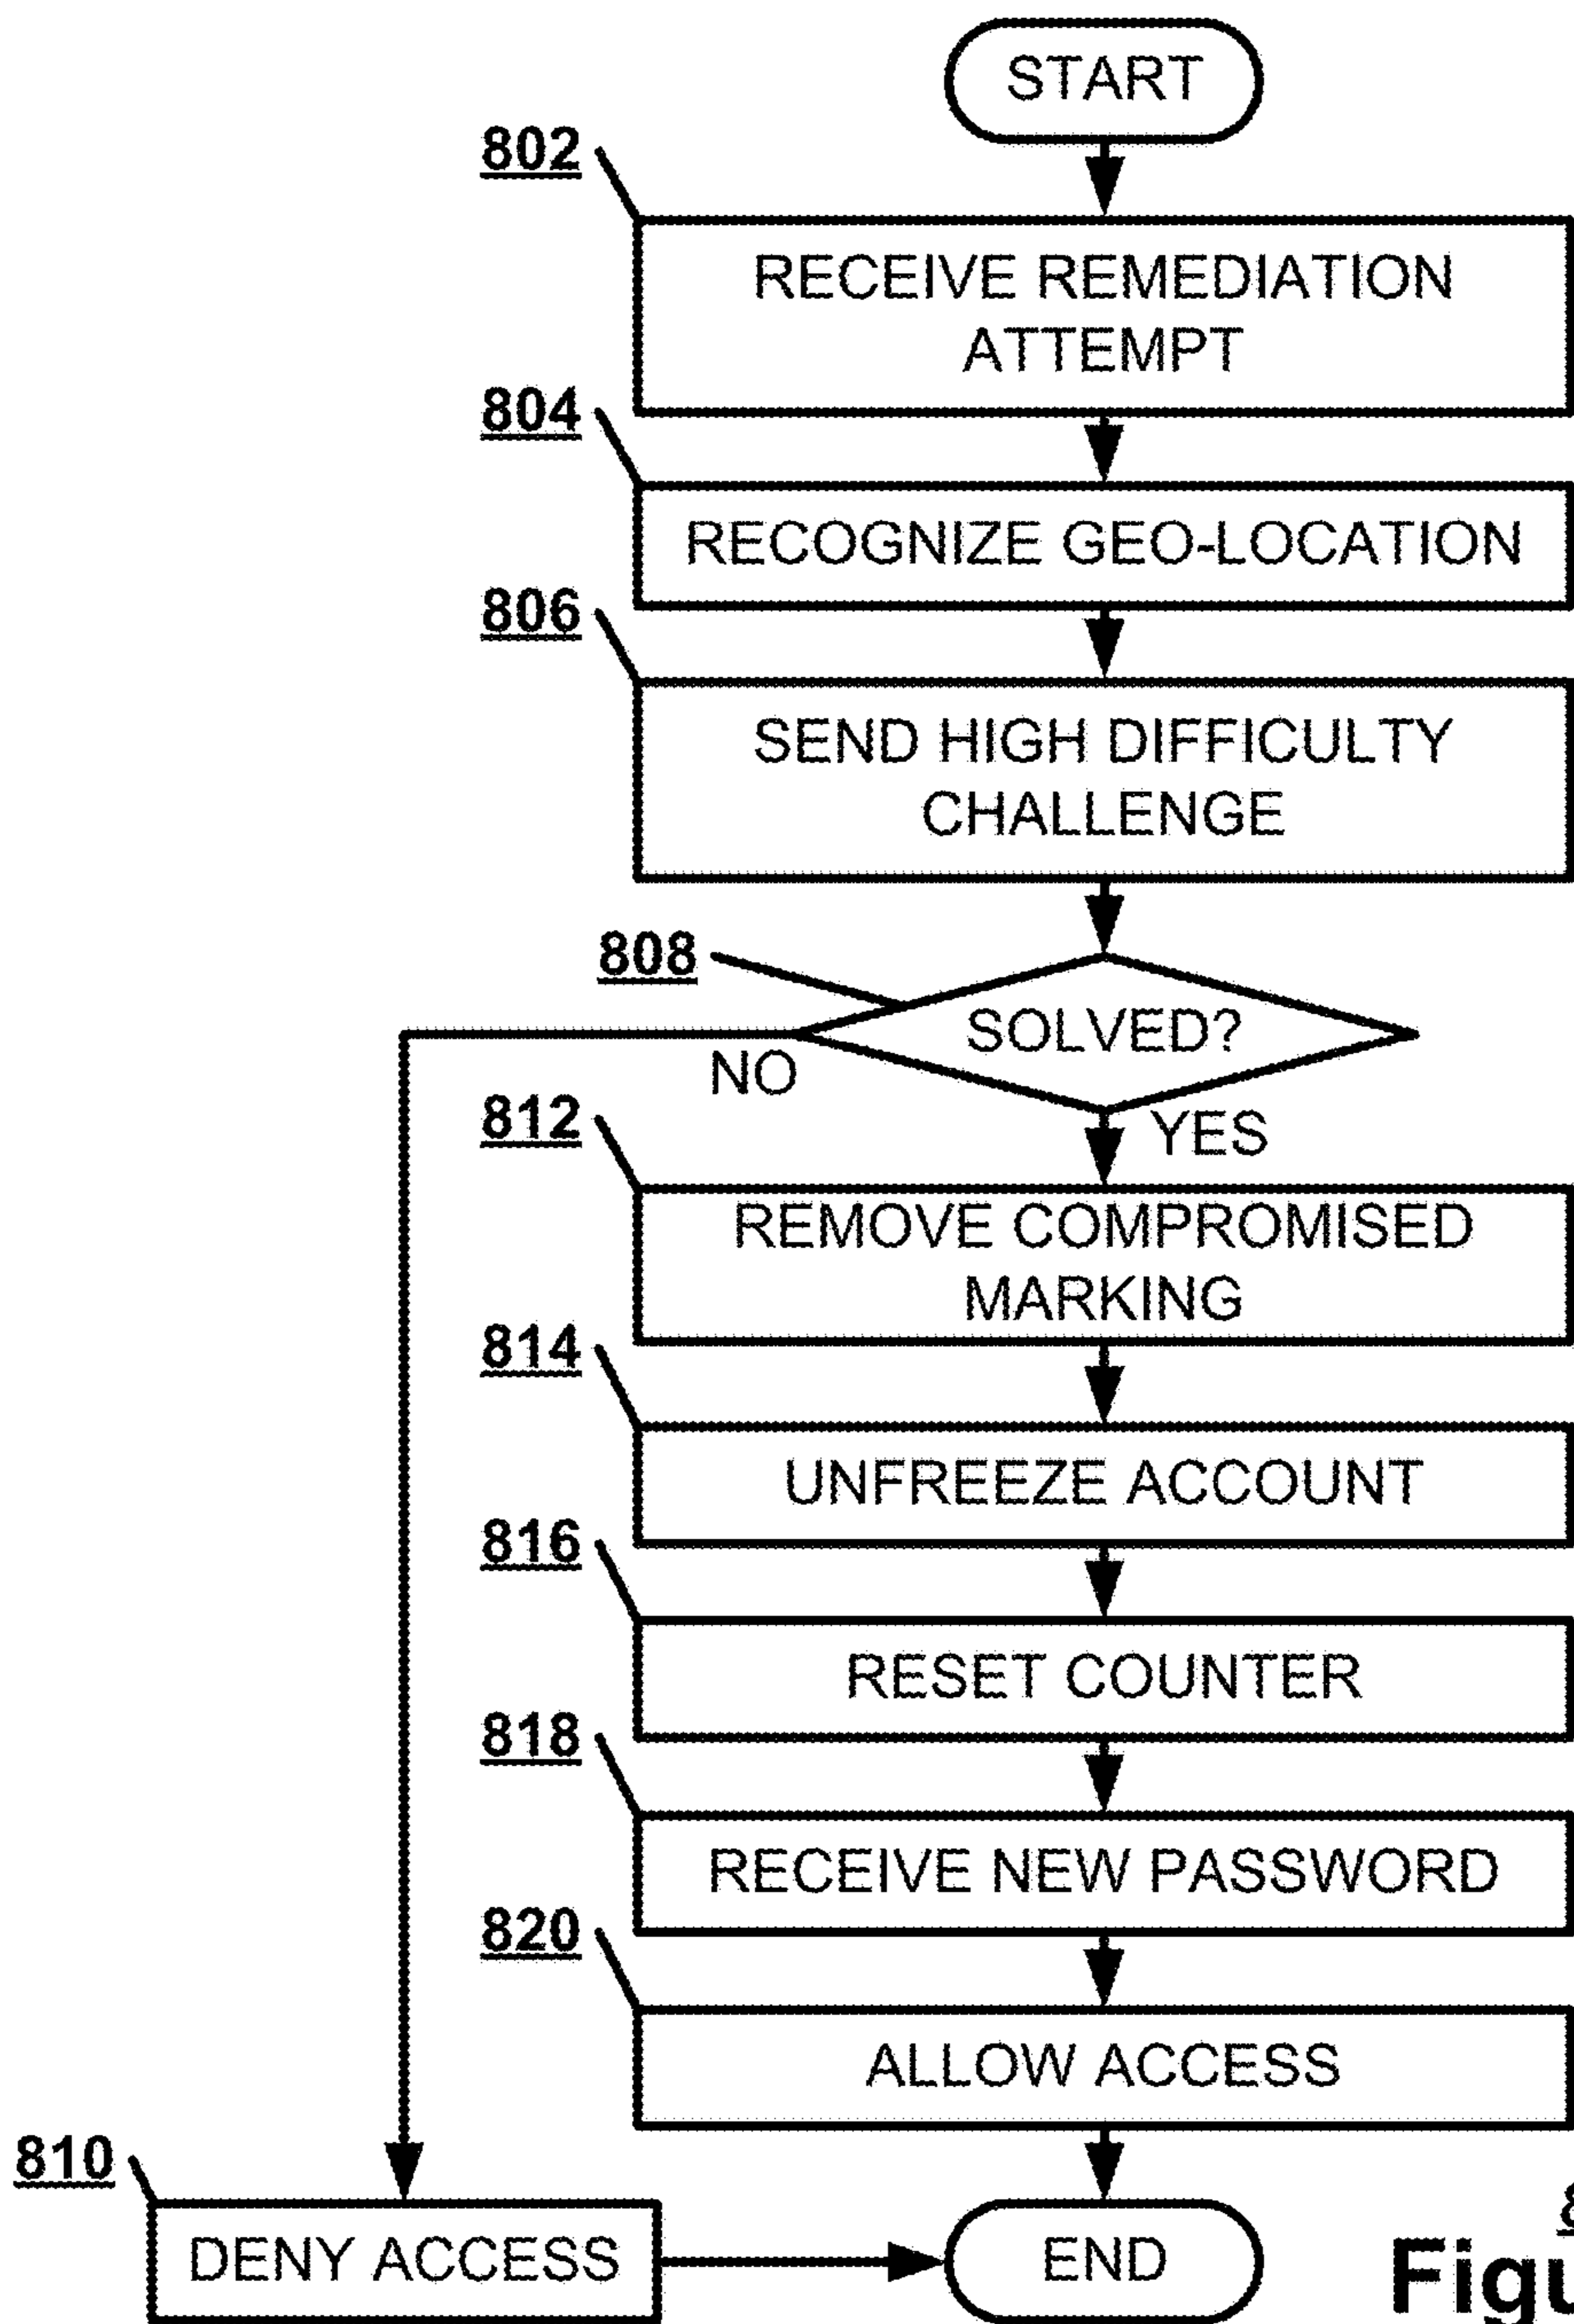 START
802
RECEIVE REMEDIATION
ATTEMPT
804
RECOGNIZE GEO-LOCATION
806
SEND HIGH DIFFICULTY
CHALLENGE
808
SOLVED?
NO
YES
812
REMOVE COMPROMISED
MARKING
814
UNFREEZE ACCOUNT
816
RESET COUNTER
818
RECEIVE NEW PASSWORD
820
ALLOW ACCESS
810
DENY ACCESS
END